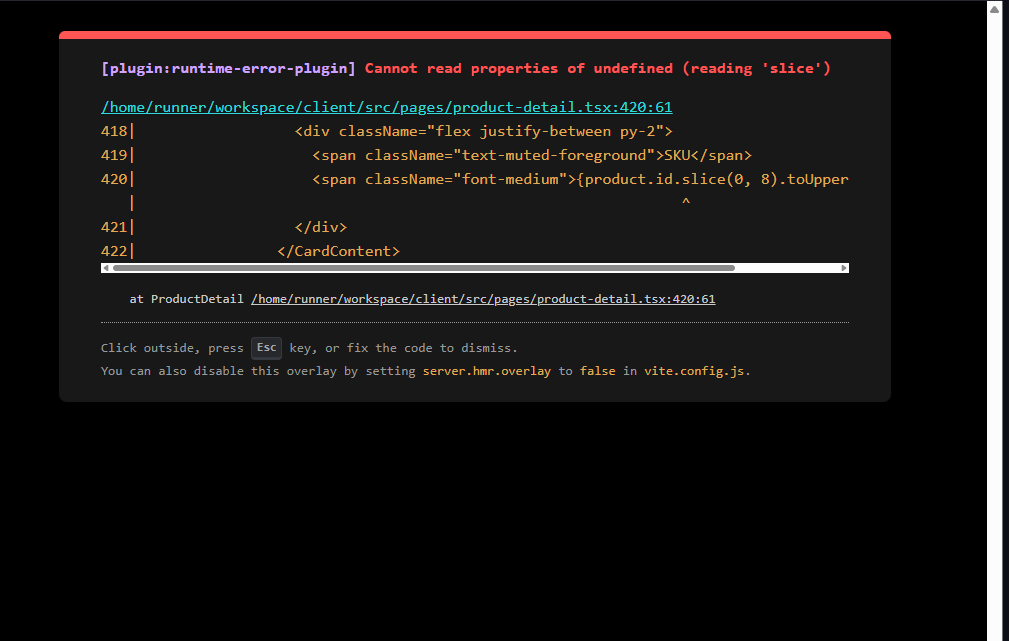 [plugin:runtime-error-plugin] Cannot read properties of undefined (reading 'slice')
/home/runner/workspace/client/src/pages/product-detail.tsx:420:61
418|                  <div className="flex justify-between py-2">
419|                    <span className="text-muted-foreground">SKU</span>
420|                    <span className="font-medium">{product.id.slice(0, 8).toUpper
   |                                                              ^
421|                  </div>
422|                </CardContent>
at ProductDetail /home/runner/workspace/client/src/pages/product-detail.tsx:420:61
Click outside, press Esc key, or fix the code to dismiss.
You can also disable this overlay by setting server.hmr.overlay to false in vite.config.js.